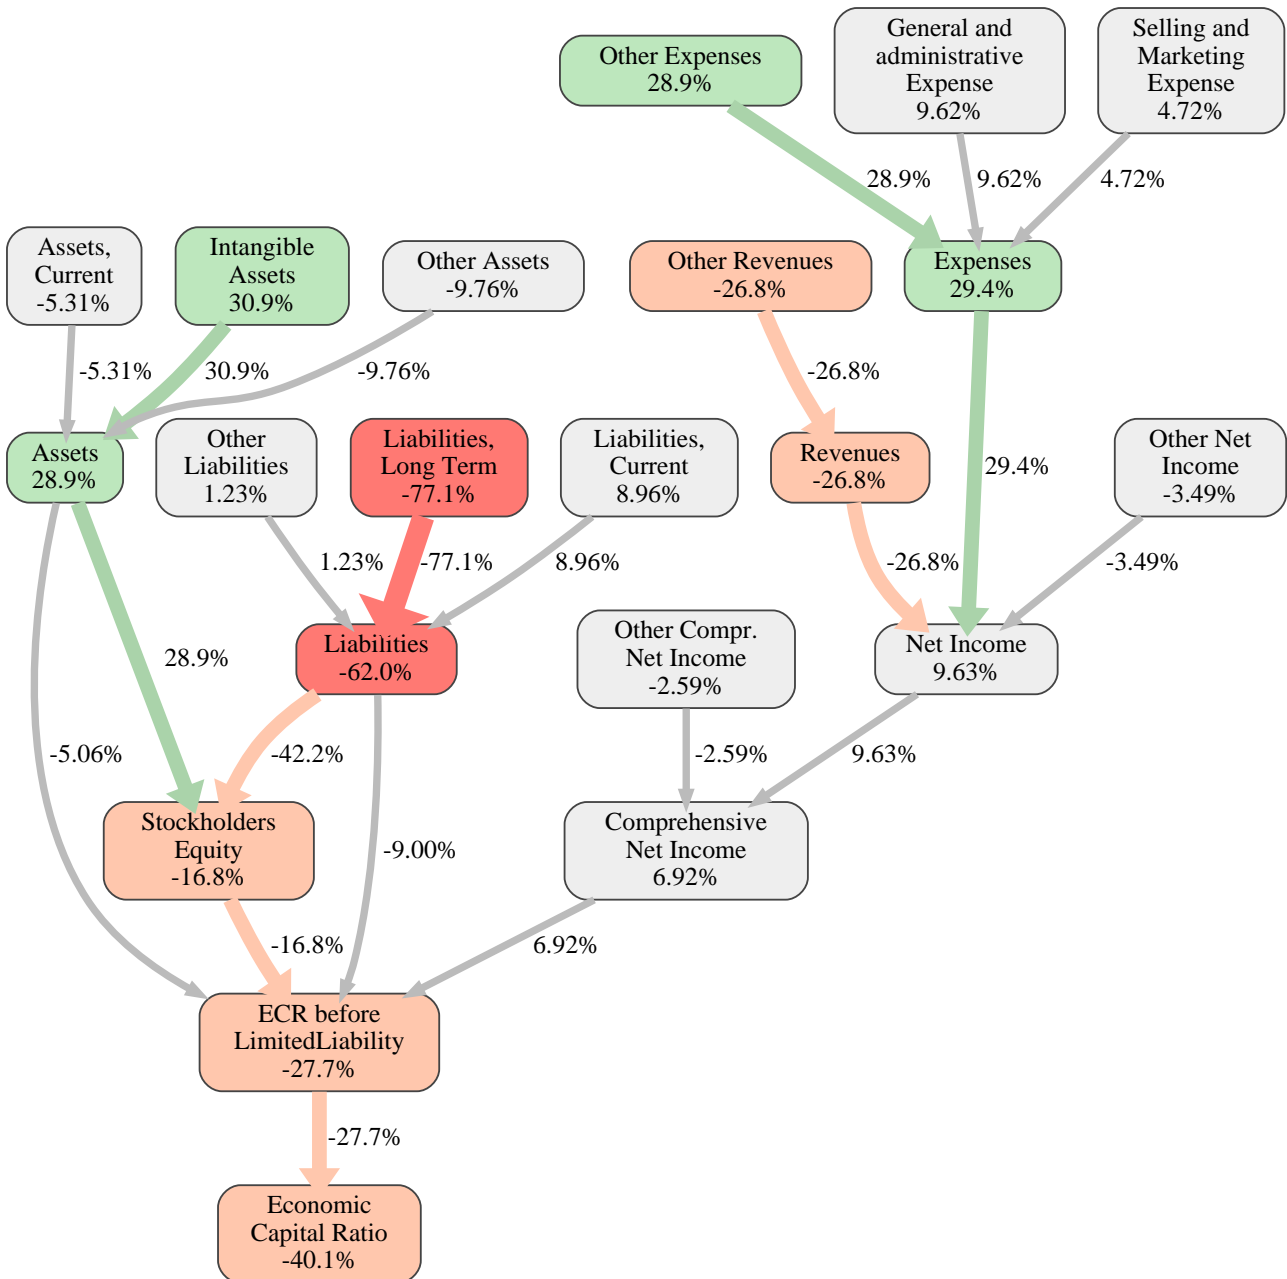 Other Expenses
28.9%
General and
administrative
Expense
9.62%
Selling and
Marketing
Expense
4.72%
28.9%
9.62%
4.72%
Assets,
Current
-5.31%
Intangible
Assets
30.9%
Other Assets
-9.76%
Other Revenues
-26.8%
Expenses
29.4%
-5.31%
30.9%
-9.76%
-26.8%
Assets
28.9%
Other
Liabilities
1.23%
Liabilities,
Long Term
-77.1%
Liabilities,
Current
8.96%
Revenues
-26.8%
29.4%
Other Net
Income
-3.49%
1.23%
-77.1%
8.96%
-26.8%
-3.49%
28.9%
Liabilities
-62.0%
Other Compr.
Net Income
-2.59%
Net Income
9.63%
-5.06%
-42.2%
-2.59%
9.63%
Stockholders
Equity
-16.8%
-9.00%
Comprehensive
Net Income
6.92%
-16.8%
6.92%
ECR before
LimitedLiability
-27.7%
-27.7%
Economic
Capital Ratio
-40.1%